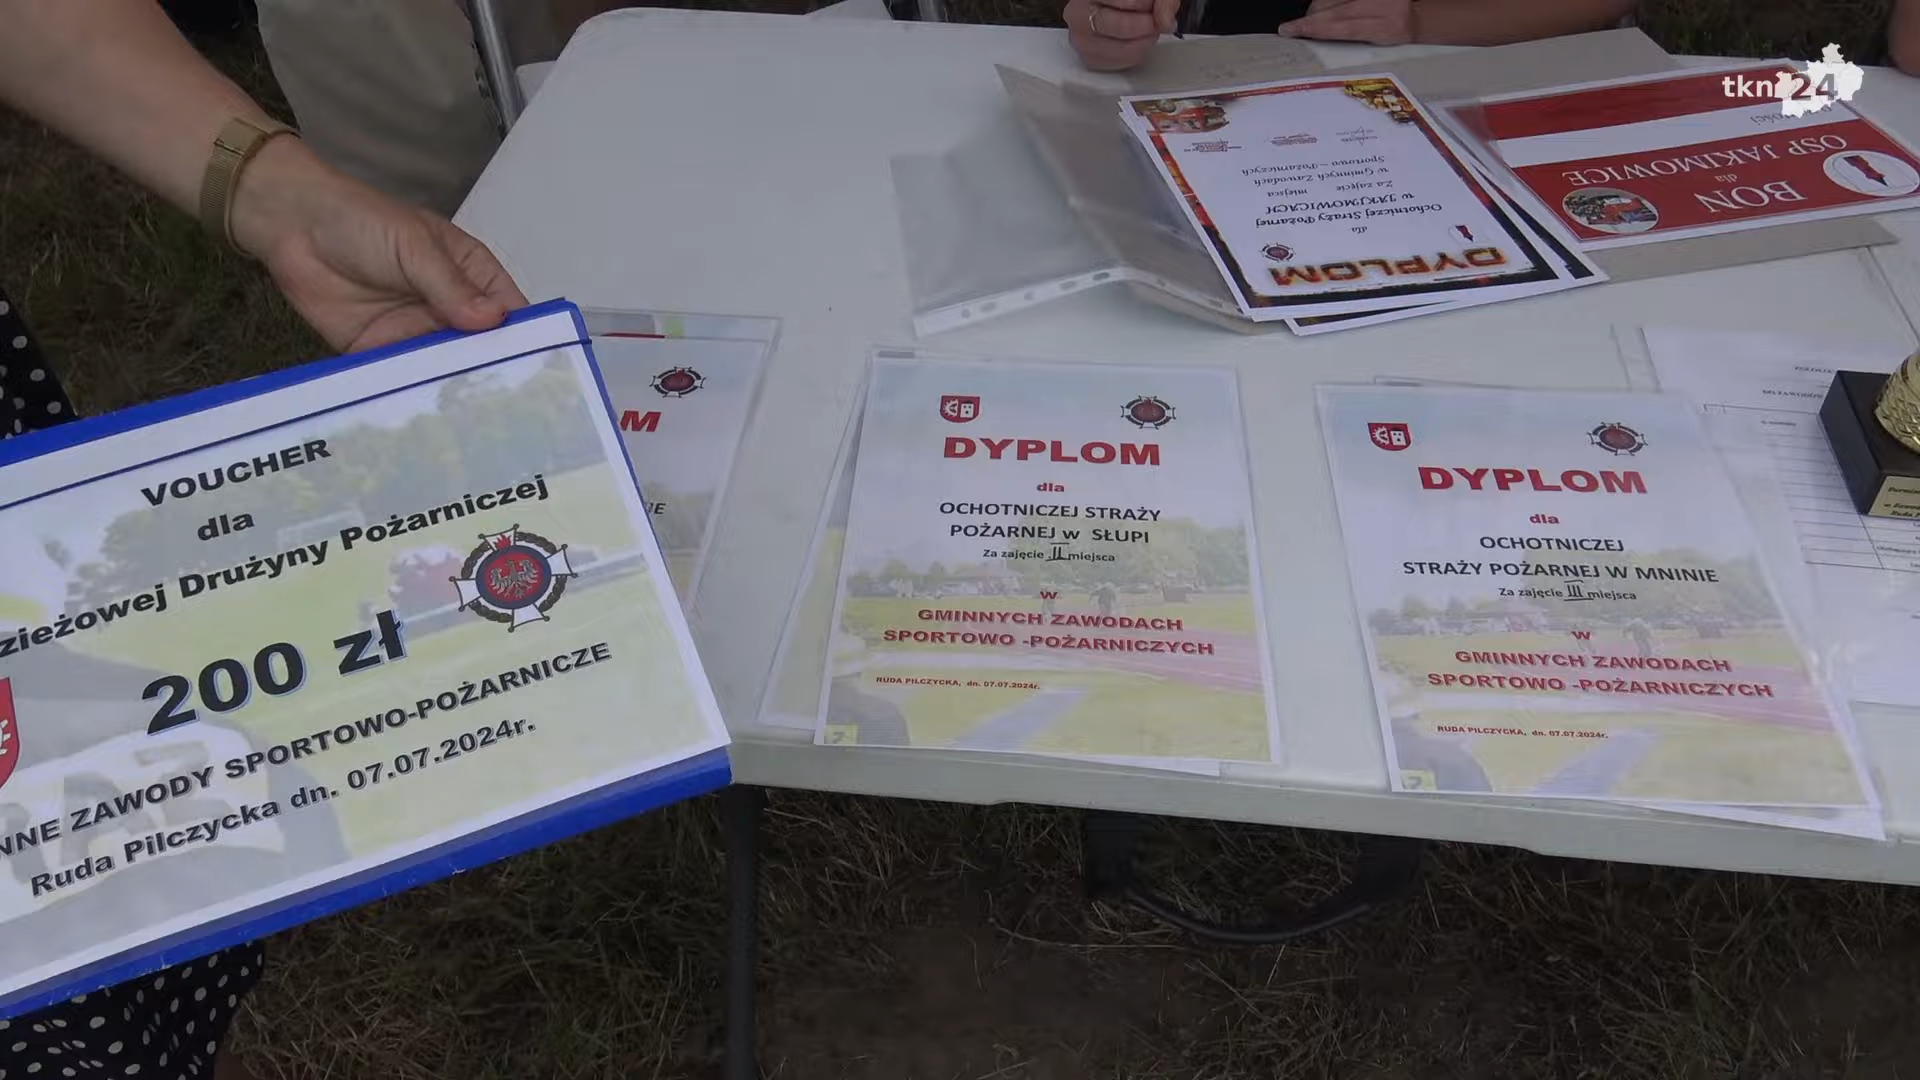 tkn24
VOUCHER
dla
zieżowej Drużyny Pożarniczej
200 zł
NNE ZAWODY SPORTOWO-POŻARNICZE
Ruda Pilczycka dn. 07.07.2024r.
M
IE
DYPLOM
dla
OCHOTNICZEJ STRAŻY
POŻARNEJ w SŁUPI
Za zajęcie II miejsca
w
GMINNYCH ZAWODACH
SPORTOWO -POŻARNICZYCH
RUDA PILCZYCKA, dn. 07.07.2024r.
DYPLOM
dla
OCHOTNICZEJ
STRAŻY POŻARNEJ W MNINIE
Za zajęcie III miejsca
w
GMINNYCH ZAWODACH
SPORTOWO -POŻARNICZYCH
RUDA PILCZYCKA, dn. 07.07.2024r.
DYPLOM
dla
Ochotniczej Straży Pożarnej
w JAKIMOWICACH
Za zajęcie miejsca
w Gminnych Zawodach
Sportowo – Pożarniczych
BON
dla
OSP JAKIMOWICE